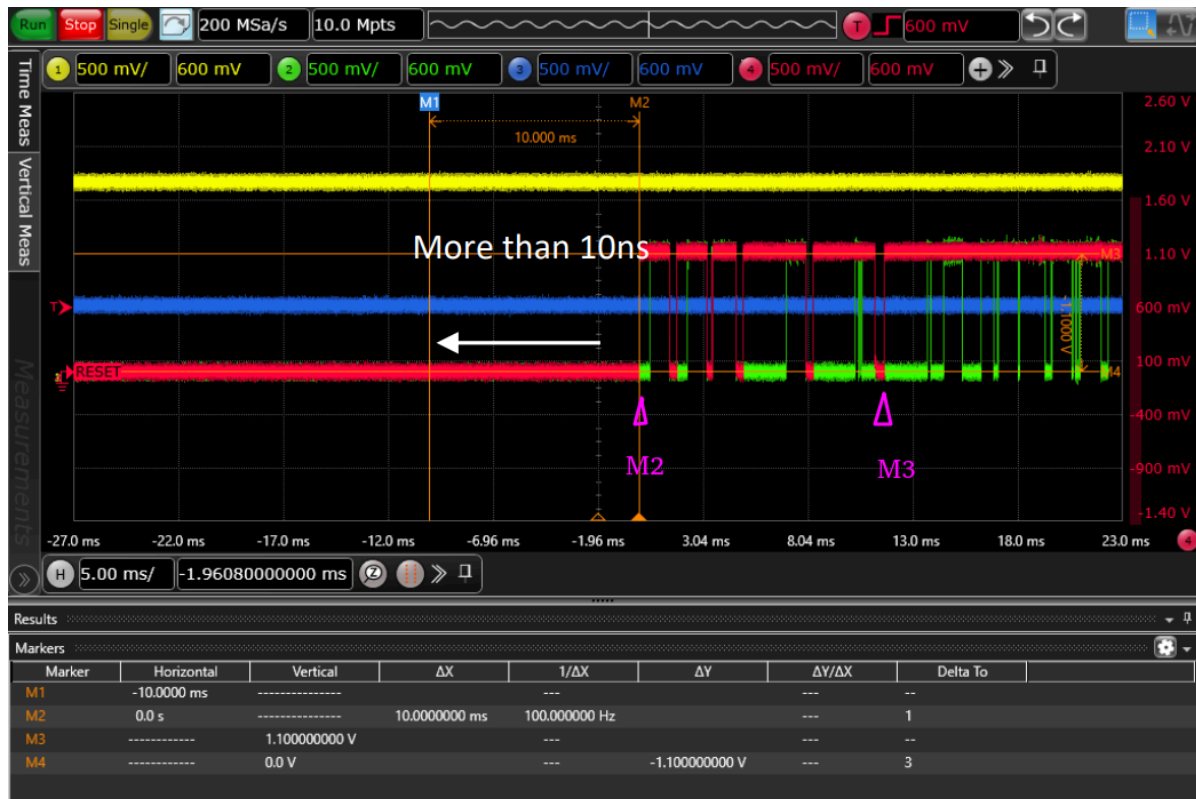 Run Stop Single 200 MSa/s 10.0 Mpts T 600 mV
1 500 mV/ 600 mV 2 500 mV/ 600 mV 3 500 mV/ 600 mV 4 500 mV/ 600 mV
Time Meas
Vertical Meas
Measurements
M1 M2 2.60 V
10.000 ms
2.10 V
1.60 V
More than 10ns
M3 1.10 V
T 600 mV
-1.1000 V
RESET
100 mV
M4
-400 mV
M2 M3
-900 mV
-1.40 V
-27.0 ms -22.0 ms -17.0 ms -12.0 ms -6.96 ms -1.96 ms 3.04 ms 8.04 ms 13.0 ms 18.0 ms 23.0 ms 4
H 5.00 ms/ -1.96080000000 ms Z
Results
Markers
Marker Horizontal Vertical ΔX 1/ΔX ΔY ΔY/ΔX Delta To
M1 -10.0000 ms --------------- --- --- --
M2 0.0 s --------------- 10.0000000 ms 100.000000 Hz --- 1
M3 ------------ 1.100000000 V --- --- --
M4 ------------ 0.0 V --- -1.100000000 V --- 3